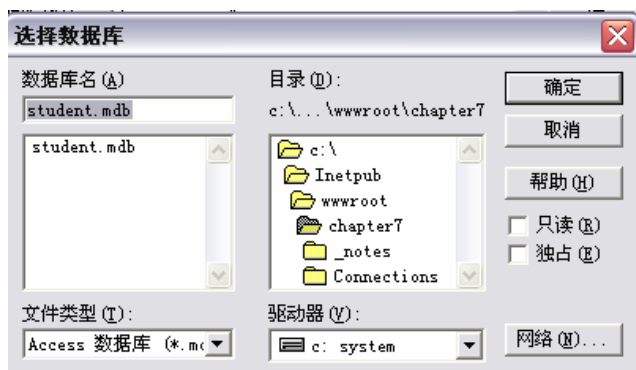 选择数据库
数据库名(A)
student.mdb
student.mdb
目录(D):
c:\...\wwwroot\chapter7
c:\
Inetpub
wwwroot
chapter7
_notes
Connections
确定
取消
帮助(H)
只读(R)
独占(E)
文件类型(T):
Access 数据库 (*.m
驱动器(V):
c: system
网络(N)...